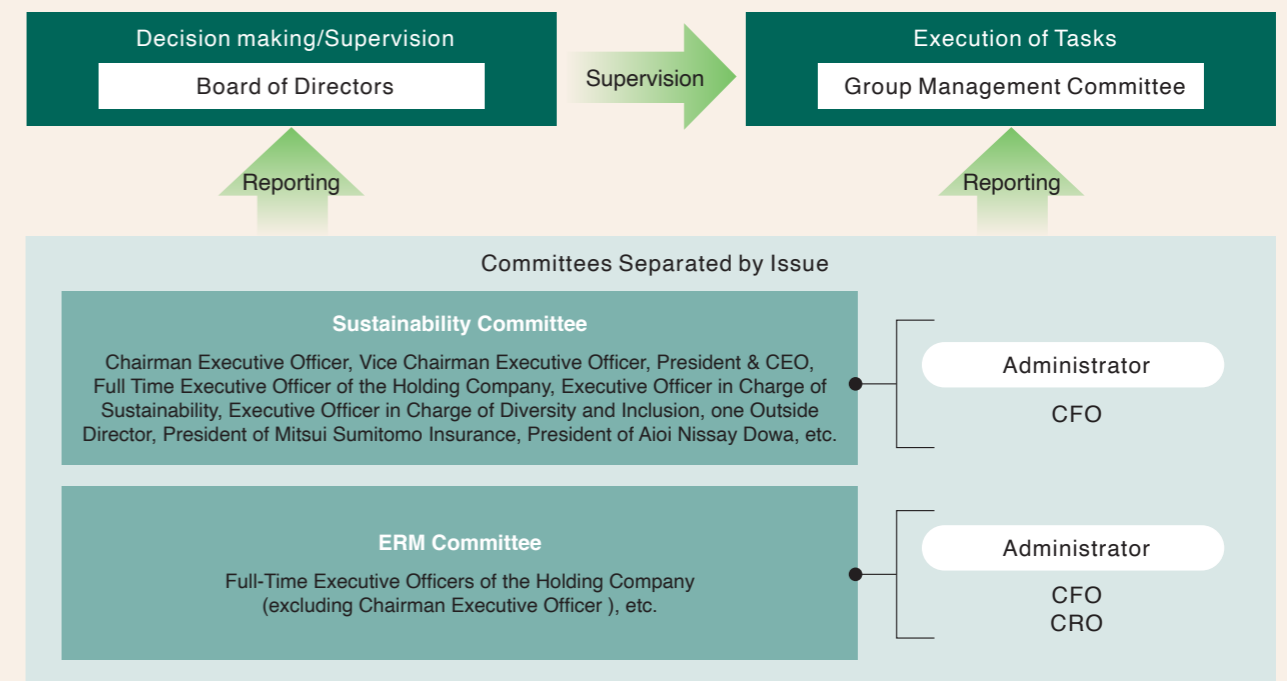 Decision making/Supervision
Board of Directors
Supervision
Execution of Tasks
Group Management Committee
Reporting
Reporting
Committees Separated by Issue
Sustainability Committee
Chairman Executive Officer, Vice Chairman Executive Officer, President & CEO,
Full Time Executive Officer of the Holding Company, Executive Officer in Charge of
Sustainability, Executive Officer in Charge of Diversity and Inclusion, one Outside
Director, President of Mitsui Sumitomo Insurance, President of Aioi Nissay Dowa, etc.
Administrator
CFO
ERM Committee
Full-Time Executive Officers of the Holding Company
(excluding Chairman Executive Officer ), etc.
Administrator
CFO
CRO